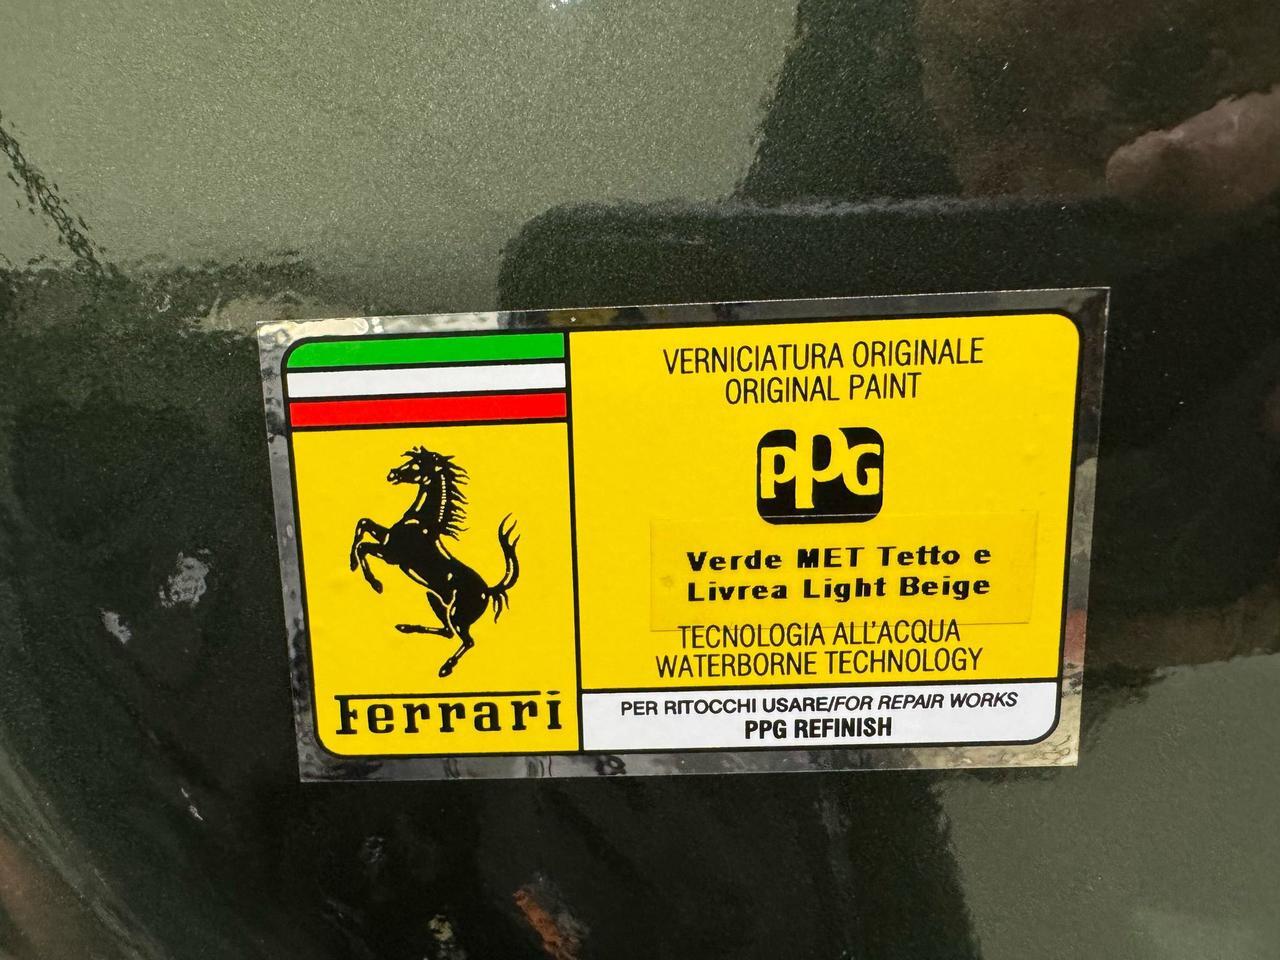 VERNICIATURA ORIGINALE
ORIGINAL PAINT
PPG
Verde MET Tetto e
Livrea Light Beige
TECNOLOGIA ALL'ACQUA
WATERBORNE TECHNOLOGY
Ferrari
PER RITOCCHI USARE/FOR REPAIR WORKS
PPG REFINISH